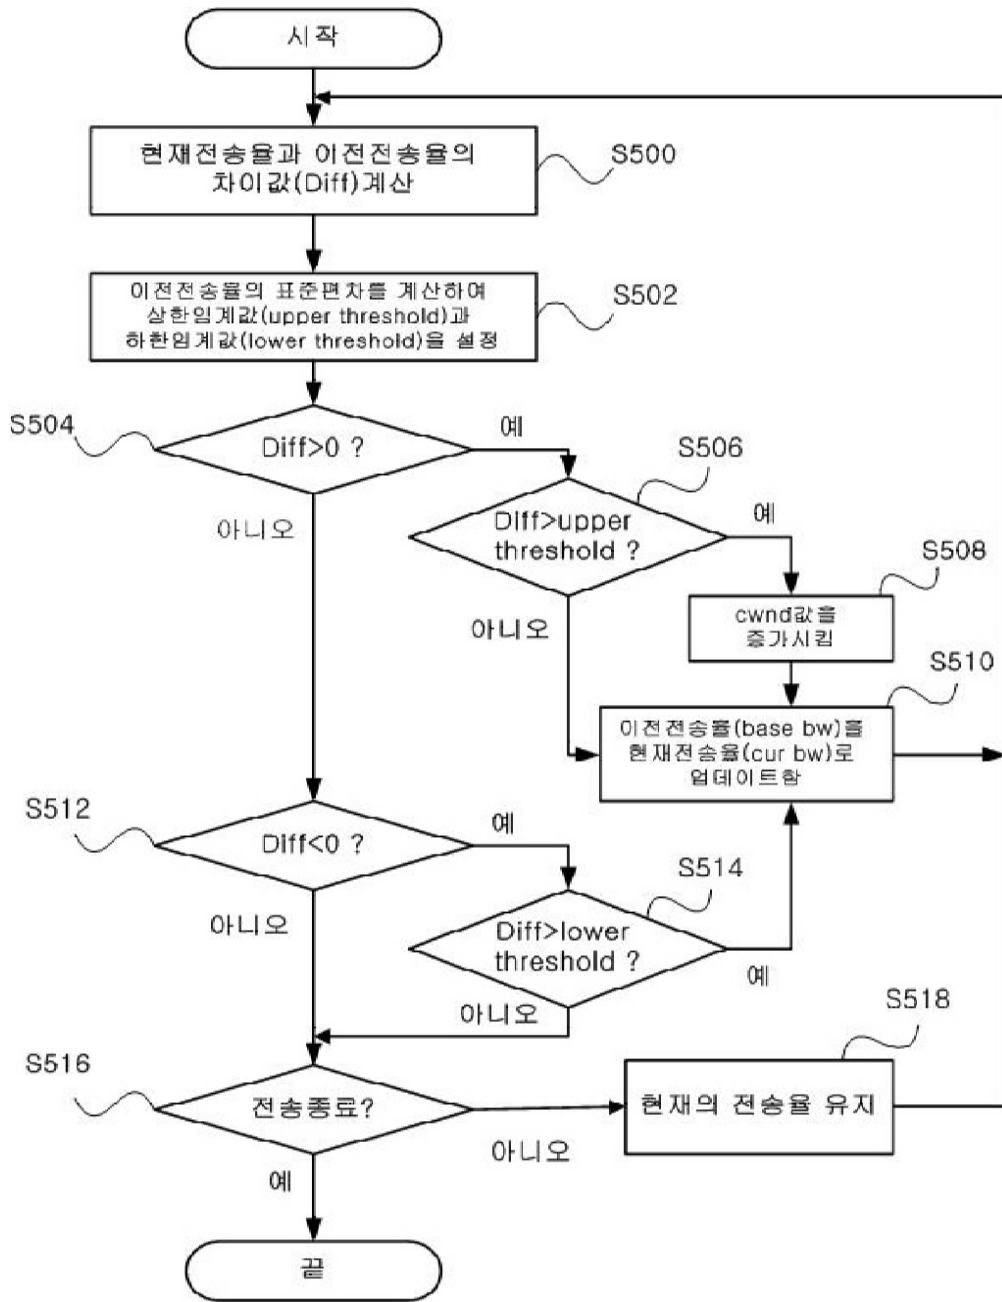 시작
현재전송율과 이전전송율의
차이값(Diff)계산
S500
이전전송율의 표준편차를 계산하여
상한임계값(upper threshold)과
하한임계값(lower threshold)을 설정
S502
S504
Diff>0 ?
예
아니오
S506
Diff>upper
threshold ?
예
아니오
S508
cwnd값을
증가시킴
S510
이전전송율(base bw)을
현재전송율(cur bw)로
업데이트함
S512
Diff<0 ?
예
아니오
S514
Diff>lower
threshold ?
예
아니오
S516
전송종료?
아니오
예
S518
현재의 전송율 유지
끝